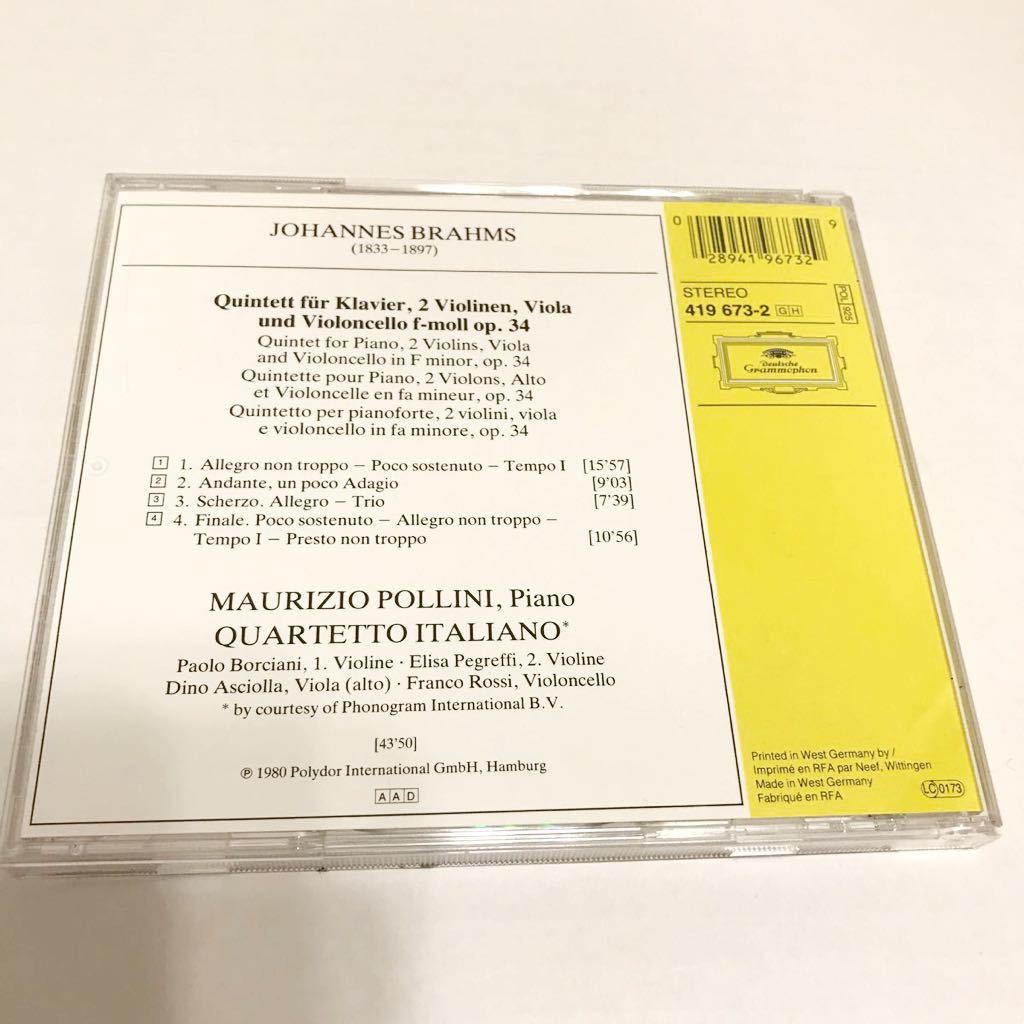 JOHANNES BRAHMS
(1833–1897)
Quintett für Klavier, 2 Violinen, Viola
und Violoncello f-moll op. 34
Quintet for Piano, 2 Violins, Viola
and Violoncello in F minor, op. 34
Quintette pour Piano, 2 Violons, Alto
et Violoncelle en fa mineur, op. 34
Quintetto per pianoforte, 2 violini, viola
e violoncello in fa minore, op. 34
1 1. Allegro non troppo – Poco sostenuto – Tempo I [15'57]
2 2. Andante, un poco Adagio [9'03]
3 3. Scherzo. Allegro – Trio [7'39]
4 4. Finale. Poco sostenuto – Allegro non troppo –
Tempo I – Presto non troppo [10'56]
MAURIZIO POLLINI, Piano
QUARTETTO ITALIANO*
Paolo Borciani, 1. Violine · Elisa Pegreffi, 2. Violine
Dino Asciolla, Viola (alto) · Franco Rossi, Violoncello
* by courtesy of Phonogram International B.V.
[43'50]
℗ 1980 Polydor International GmbH, Hamburg
AAD
0 28941 96732 9
STEREO
419 673-2 GH
POL 925
Deutsche
Grammophon
Printed in West Germany by /
Imprimé en RFA par Neef, Wittingen
Made in West Germany
Fabriqué en RFA
LC 0173